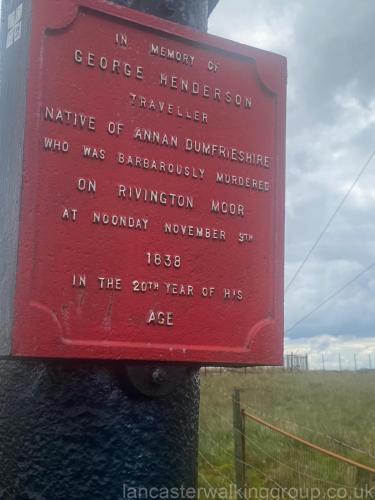 IN MEMORY OF
GEORGE HENDERSON
TRAVELLER
NATIVE OF ANNAN DUMFRIESHIRE
WHO WAS BARBAROUSLY MURDERED
ON RIVINGTON MOOR
AT NOONDAY NOVEMBER 9TH
1838
IN THE 20TH YEAR OF HIS
AGE
lancasterwalkinggroup.co.uk